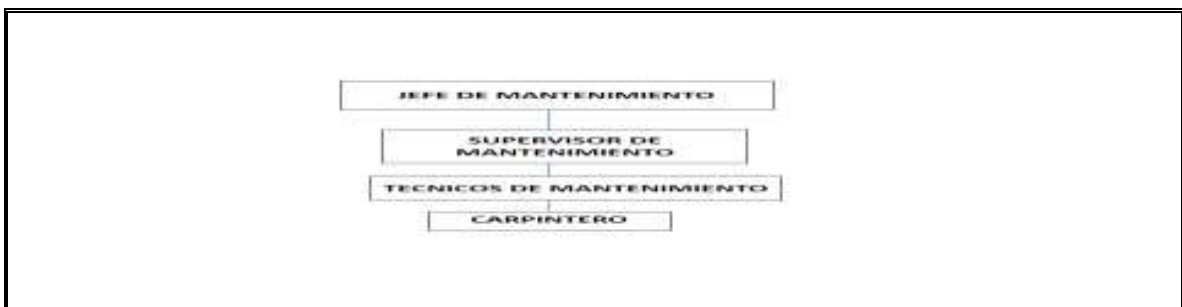 JEFE DE MANTENIMIENTO
SUPERVISOR DE
MANTENIMIENTO
TECNICOS DE MANTENIMIENTO
CARPINTERO